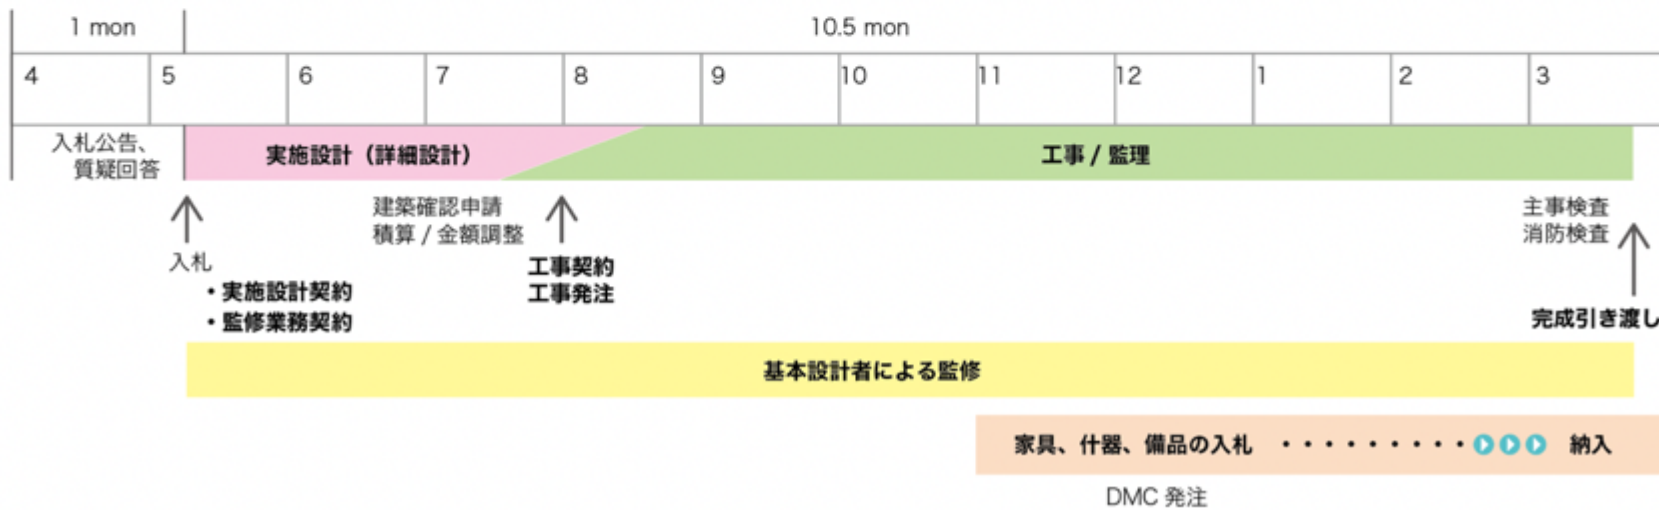 1 mon
10.5 mon
4 5 6 7 8 9 10 11 12 1 2 3
入札公告、
質疑回答
実施設計（詳細設計）
工事 / 監理
建築確認申請
積算 / 金額調整
主事検査
消防検査
入札
・実施設計契約
・監修業務契約
工事契約
工事発注
完成引き渡し
基本設計者による監修
家具、什器、備品の入札 ・・・・・・・・・・ 納入
DMC 発注